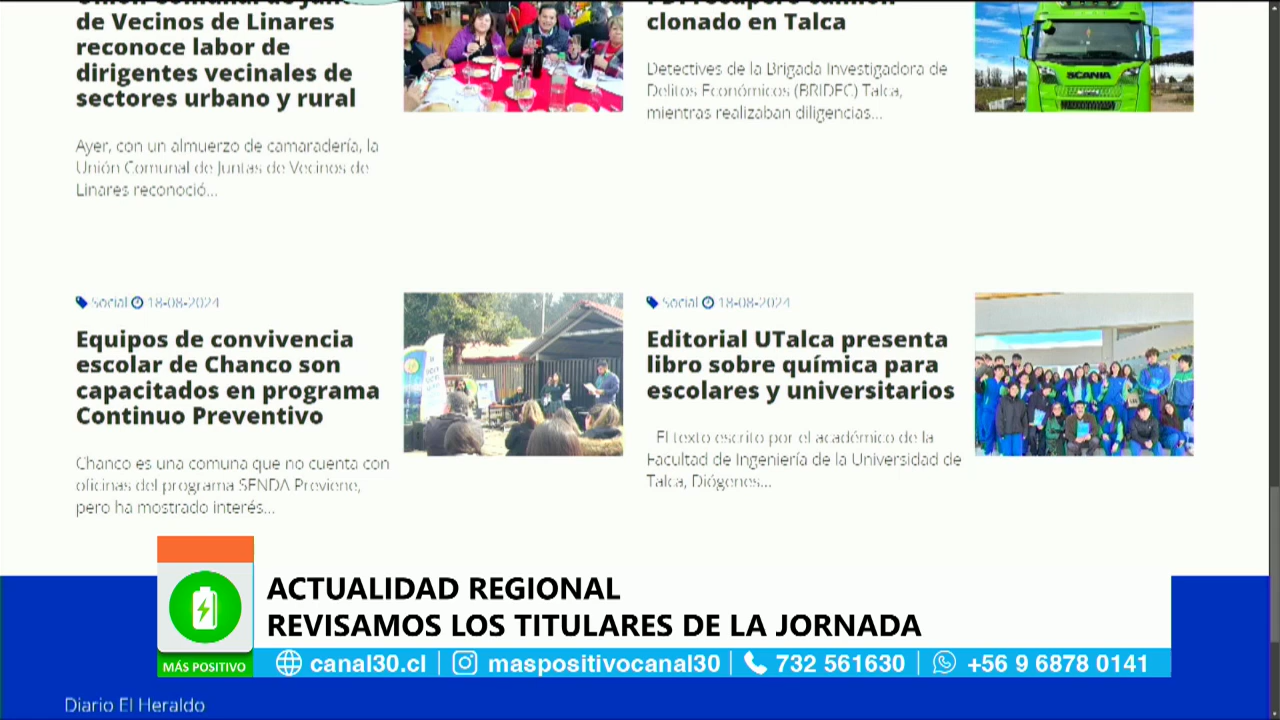 de Vecinos de Linares
reconoce labor de
dirigentes vecinales de
sectores urbano y rural
Ayer, con un almuerzo de camaradería, la
Unión Comunal de Juntas de Vecinos de
Linares reconoció...
clonado en Talca
Detectives de la Brigada Investigadora de
Delitos Económicos (BRIDEC) Talca,
mientras realizaban diligencias...
SCANIA
Social 18-08-2024
Equipos de convivencia
escolar de Chanco son
capacitados en programa
Continuo Preventivo
Chanco es una comuna que no cuenta con
oficinas del programa SENDA Previene,
pero ha mostrado interés...
Social 18-08-2024
Editorial UTalca presenta
libro sobre química para
escolares y universitarios
El texto escrito por el académico de la
Facultad de Ingeniería de la Universidad de
Talca, Diógenes...
ACTUALIDAD REGIONAL
REVISAMOS LOS TITULARES DE LA JORNADA
MÁS POSITIVO
canal30.cl maspositivocanal30 732 561630 +56 9 6878 0141
Diario El Heraldo